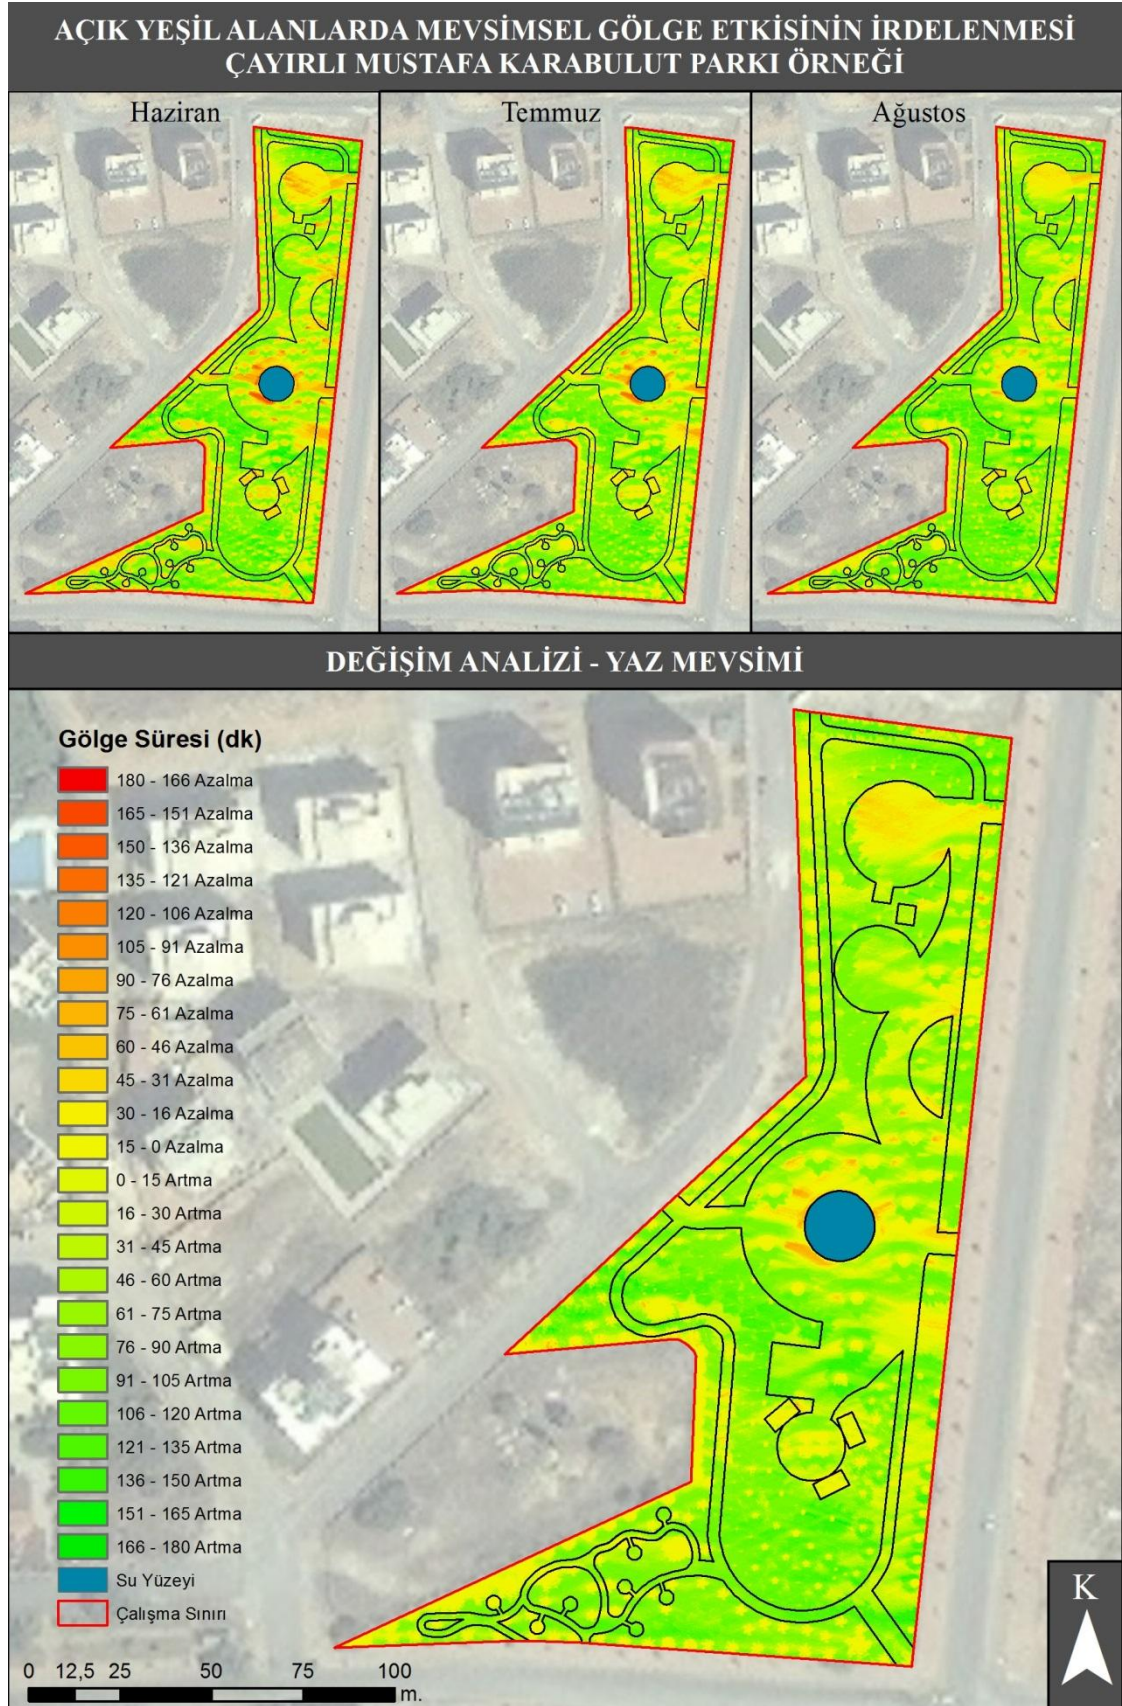 AÇIK YEŞİL ALANLARDA MEVSİMSEL GÖLGE ETKİSİNİN İRDELENMESİ
ÇAYIRLI MUSTAFA KARABULUT PARKI ÖRNEĞİ
Haziran
Temmuz
Ağustos
DEĞİŞİM ANALİZİ - YAZ MEVSİMİ
Gölge Süresi (dk)
180 - 166 Azalma
165 - 151 Azalma
150 - 136 Azalma
135 - 121 Azalma
120 - 106 Azalma
105 - 91 Azalma
90 - 76 Azalma
75 - 61 Azalma
60 - 46 Azalma
45 - 31 Azalma
30 - 16 Azalma
15 - 0 Azalma
0 - 15 Artma
16 - 30 Artma
31 - 45 Artma
46 - 60 Artma
61 - 75 Artma
76 - 90 Artma
91 - 105 Artma
106 - 120 Artma
121 - 135 Artma
136 - 150 Artma
151 - 165 Artma
166 - 180 Artma
Su Yüzeyi
Çalışma Sınırı
K
0 12,5 25 50 75 100
m.